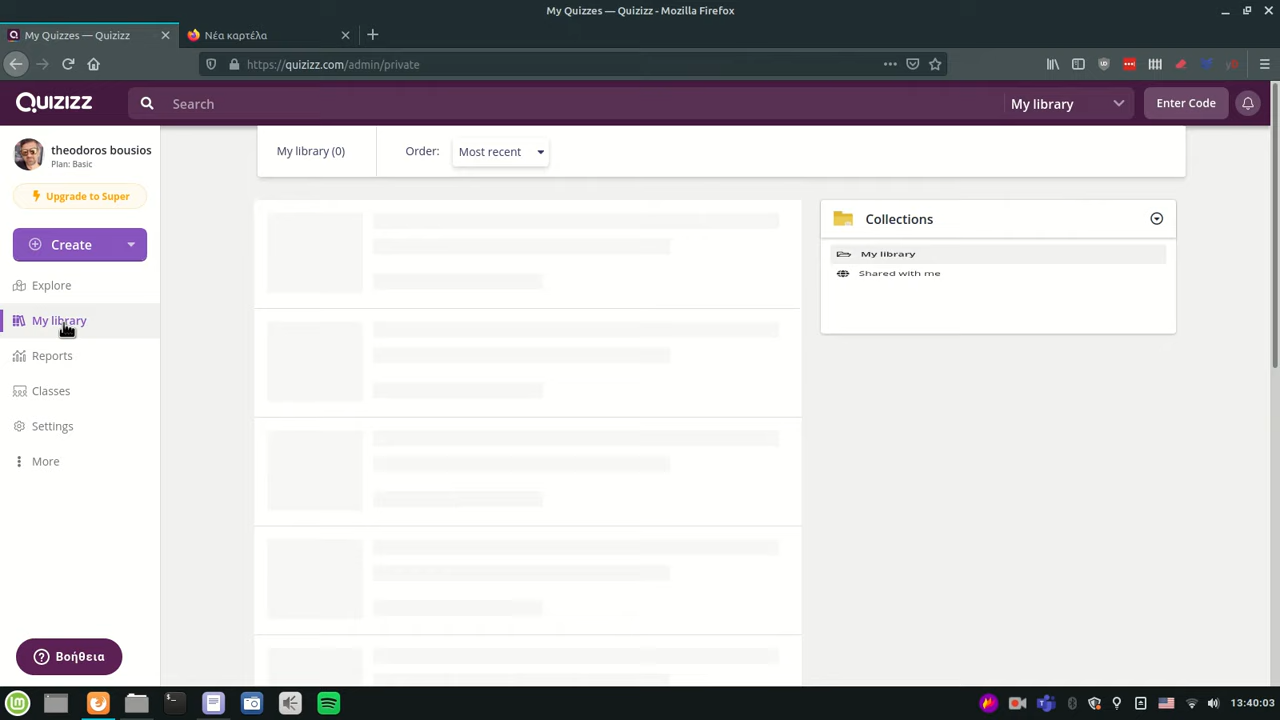 My Quizzes — Quizizz - Mozilla Firefox
My Quizzes — Quizizz
Νέα καρτέλα
https://quizizz.com/admin/private
QUIZIZZ
Search
My library
Enter Code
theodoros bousios
Plan: Basic
Upgrade to Super
Create
Explore
My library
Reports
Classes
Settings
More
Βοήθεια
My library (0)
Order:
Most recent
Collections
My library
Shared with me
13:40:03